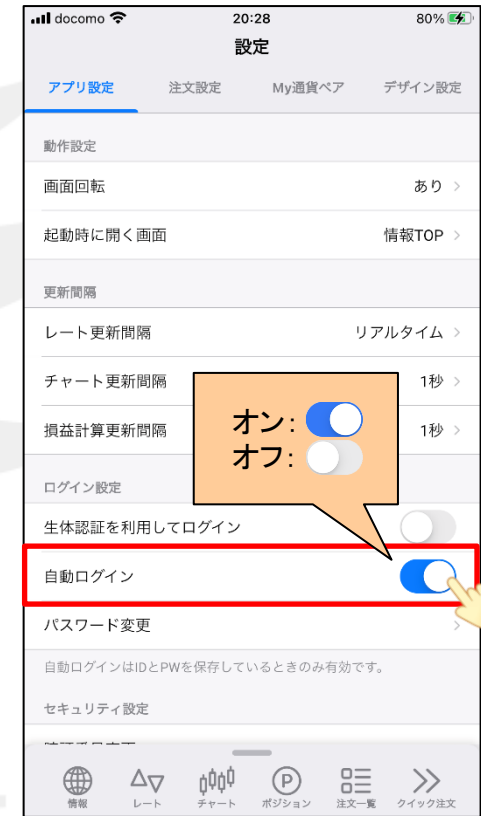 docomo 20:28 80%
設定
アプリ設定 注文設定 My通貨ペア デザイン設定
動作設定
画面回転 あり
起動時に開く画面 情報TOP
更新間隔
レート更新間隔 リアルタイム
チャート更新間隔 1秒
損益計算更新間隔 1秒
オン:
オフ:
ログイン設定
生体認証を利用してログイン
自動ログイン
パスワード変更
自動ログインはIDとPWを保存しているときのみ有効です。
セキュリティ設定
情報 レート チャート ポジション 注文一覧 クイック注文